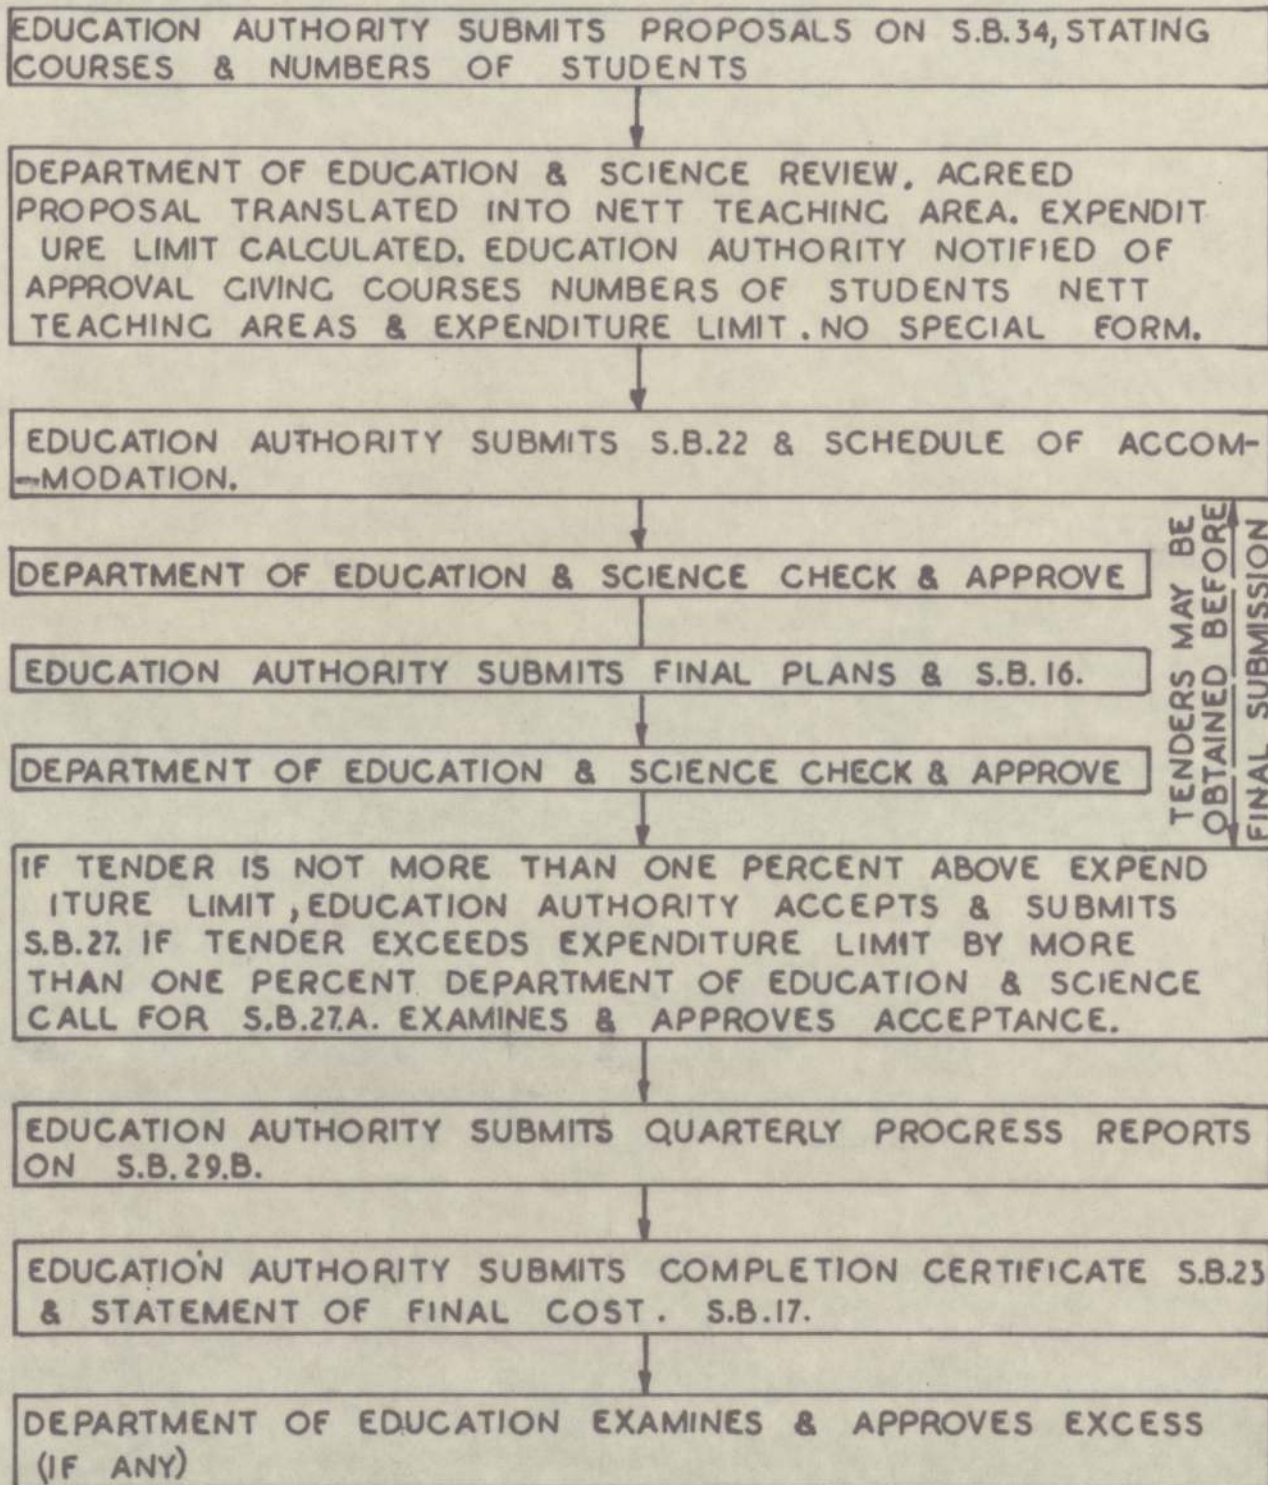 EDUCATION AUTHORITY SUBMITS PROPOSALS ON S.B.34, STATING
COURSES & NUMBERS OF STUDENTS
DEPARTMENT OF EDUCATION & SCIENCE REVIEW. AGREED
PROPOSAL TRANSLATED INTO NETT TEACHING AREA. EXPENDIT
URE LIMIT CALCULATED. EDUCATION AUTHORITY NOTIFIED OF
APPROVAL GIVING COURSES NUMBERS OF STUDENTS NETT
TEACHING AREAS & EXPENDITURE LIMIT. NO SPECIAL FORM.
EDUCATION AUTHORITY SUBMITS S.B.22 & SCHEDULE OF ACCOM-
-MODATION.
DEPARTMENT OF EDUCATION & SCIENCE CHECK & APPROVE
EDUCATION AUTHORITY SUBMITS FINAL PLANS & S.B.16.
DEPARTMENT OF EDUCATION & SCIENCE CHECK & APPROVE
TENDERS MAY BE
OBTAINED BEFORE
FINAL SUBMISSION
IF TENDER IS NOT MORE THAN ONE PERCENT ABOVE EXPEND
ITURE LIMIT, EDUCATION AUTHORITY ACCEPTS & SUBMITS
S.B.27. IF TENDER EXCEEDS EXPENDITURE LIMIT BY MORE
THAN ONE PERCENT DEPARTMENT OF EDUCATION & SCIENCE
CALL FOR S.B.27.A. EXAMINES & APPROVES ACCEPTANCE.
EDUCATION AUTHORITY SUBMITS QUARTERLY PROGRESS REPORTS
ON S.B.29.B.
EDUCATION AUTHORITY SUBMITS COMPLETION CERTIFICATE S.B.23
& STATEMENT OF FINAL COST. S.B.17.
DEPARTMENT OF EDUCATION EXAMINES & APPROVES EXCESS
(IF ANY)